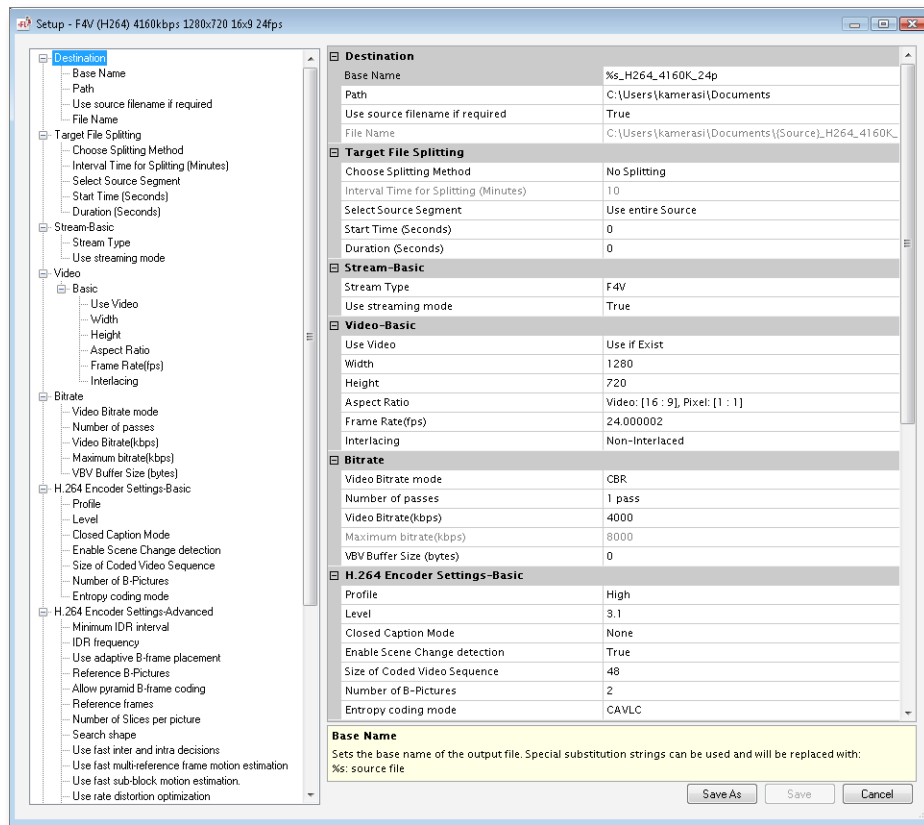 Setup - F4V (H264) 4160kbps 1280x720 16x9 24fps
Destination
Base Name
Path
Use source filename if required
File Name
Target File Splitting
Choose Splitting Method
Interval Time for Splitting (Minutes)
Select Source Segment
Start Time (Seconds)
Duration (Seconds)
Stream-Basic
Stream Type
Use streaming mode
Video
Basic
Use Video
Width
Height
Aspect Ratio
Frame Rate(fps)
Interlacing
Bitrate
Video Bitrate mode
Number of passes
Video Bitrate(kbps)
Maximum bitrate(kbps)
VBV Buffer Size (bytes)
H.264 Encoder Settings-Basic
Profile
Level
Closed Caption Mode
Enable Scene Change detection
Size of Coded Video Sequence
Number of B-Pictures
Entropy coding mode
H.264 Encoder Settings-Advanced
Minimum IDR interval
IDR frequency
Use adaptive B-frame placement
Reference B-Pictures
Allow pyramid B-frame coding
Reference frames
Number of Slices per picture
Search shape
Use fast inter and intra decisions
Use fast multi-reference frame motion estimation
Use fast sub-block motion estimation.
Use rate distortion optimization
Destination
Base Name %s_H264_4160K_24p
Path C:\Users\kamerasi\Documents
Use source filename if required True
File Name C:\Users\kamerasi\Documents\(Source)_H264_4160K_
Target File Splitting
Choose Splitting Method No Splitting
Interval Time for Splitting (Minutes) 10
Select Source Segment Use entire Source
Start Time (Seconds) 0
Duration (Seconds) 0
Stream-Basic
Stream Type F4V
Use streaming mode True
Video-Basic
Use Video Use if Exist
Width 1280
Height 720
Aspect Ratio Video: [16 : 9], Pixel: [1 : 1]
Frame Rate(fps) 24.000002
Interlacing Non-Interlaced
Bitrate
Video Bitrate mode CBR
Number of passes 1 pass
Video Bitrate(kbps) 4000
Maximum bitrate(kbps) 8000
VBV Buffer Size (bytes) 0
H.264 Encoder Settings-Basic
Profile High
Level 3.1
Closed Caption Mode None
Enable Scene Change detection True
Size of Coded Video Sequence 48
Number of B-Pictures 2
Entropy coding mode CAVLC
Base Name
Sets the base name of the output file. Special substitution strings can be used and will be replaced with:
%s: source file
Save As Save Cancel